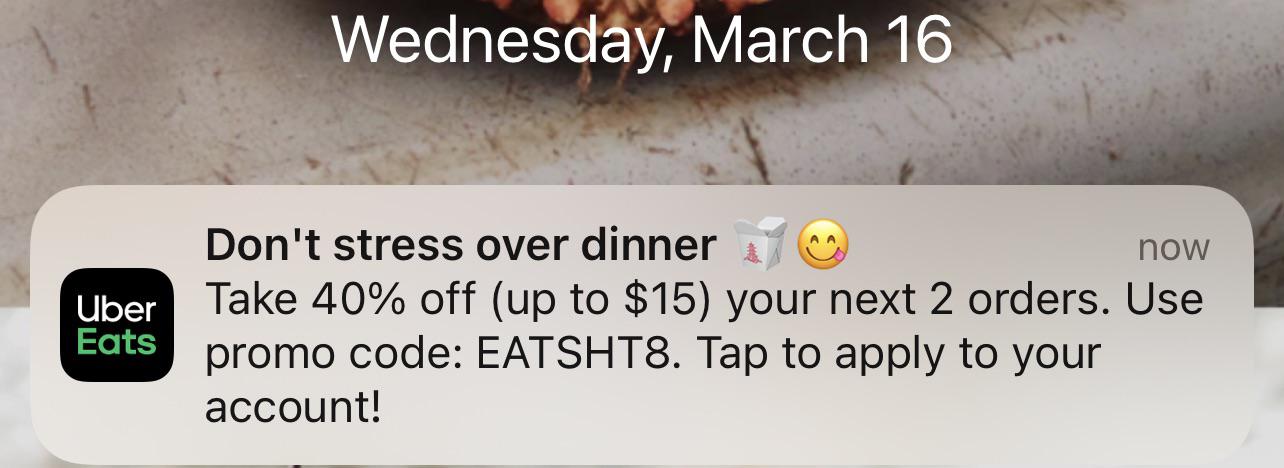 Wednesday, March 16
Don't stress over dinner 🥡😋
now
Uber
Eats
Take 40% off (up to $15) your next 2 orders. Use
promo code: EATSHT8. Tap to apply to your
account!